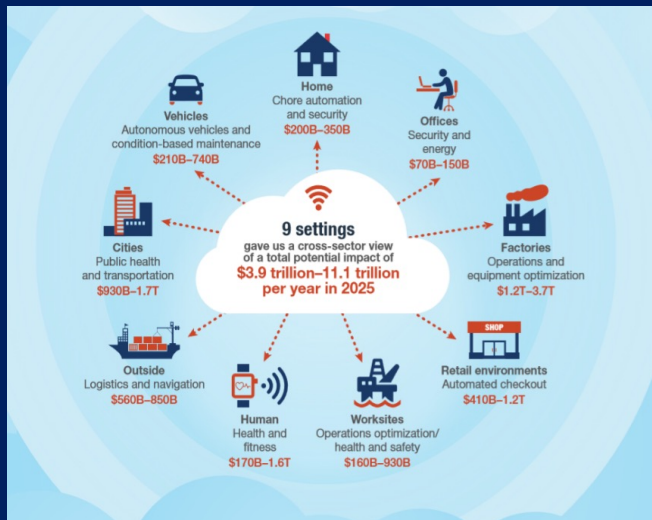 Home
Chore automation
and security
$200B–350B
Offices
Security and
energy
$70B–150B
Vehicles
Autonomous vehicles and
condition-based maintenance
$210B–740B
9 settings
gave us a cross-sector view
of a total potential impact of
$3.9 trillion–11.1 trillion
per year in 2025
Cities
Public health
and transportation
$930B–1.7T
Factories
Operations and
equipment optimization
$1.2T–3.7T
Outside
Logistics and navigation
$560B–850B
SHOP
Retail environments
Automated checkout
$410B–1.2T
Human
Health and
fitness
$170B–1.6T
Worksites
Operations optimization/
health and safety
$160B–930B